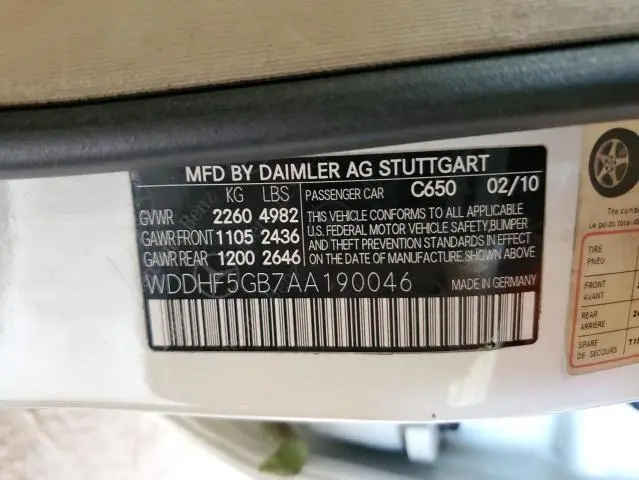 MFD BY DAIMLER AG STUTTGART
KG LBS PASSENGER CAR C650 02/10
GVWR 2260 4982 THIS VEHICLE CONFORMS TO ALL APPLICABLE
U.S. FEDERAL MOTOR VEHICLE SAFETY,BUMPER
GAWR FRONT 1105 2436 AND THEFT PREVENTION STANDARDS IN EFFECT
GAWR REAR 1200 2646 ON THE DATE OF MANUFACTURE SHOWN ABOVE
WDDHF5GB7AA190046 MADE IN GERMANY
The
Le poids
TIRE
PNEU
FRONT
AVANT
REAR
ARRIERE
SPARE
DE SECOURS